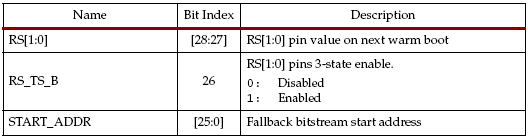 Name Bit Index Description
RS[1:0] [28:27] RS[1:0] pin value on next warm boot
RS_TS_B 26 RS[1:0] pins 3-state enable.
0: Disabled
1: Enabled
START_ADDR [25:0] Fallback bitstream start address